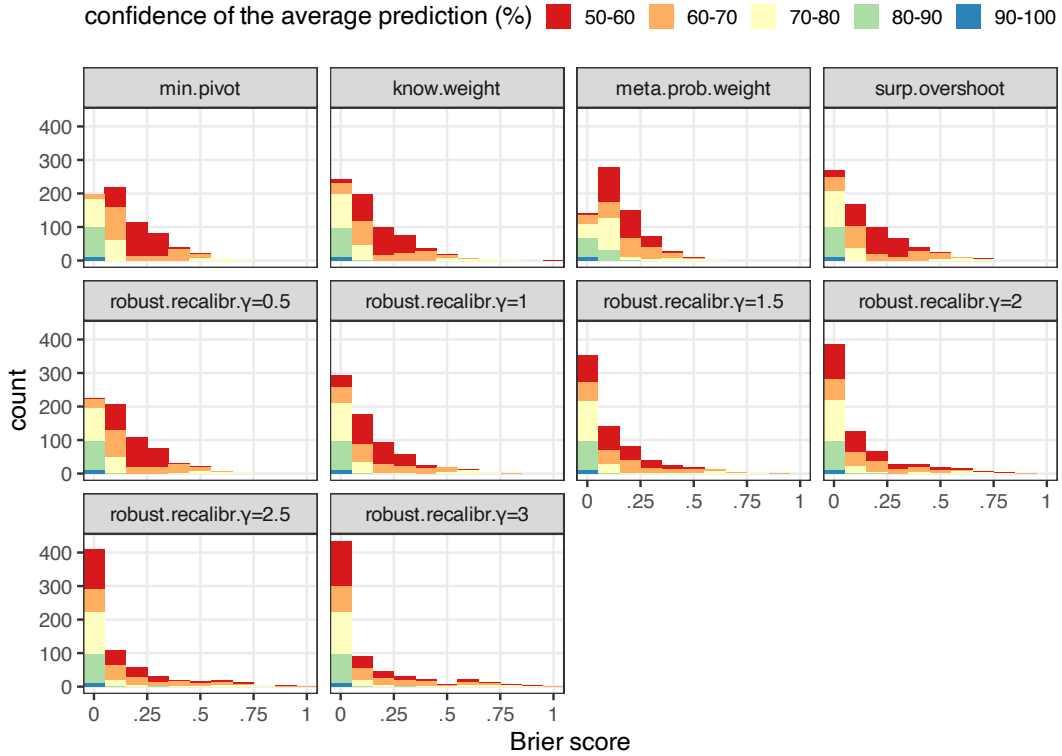 confidence of the average prediction (%) 50-60 60-70 70-80 80-90 90-100
min.pivot know.weight meta.prob.weight surp.overshoot
400
300
200
100
0
robust.recalibr.γ=0.5 robust.recalibr.γ=1 robust.recalibr.γ=1.5 robust.recalibr.γ=2
400
300
200
100
0
count
0 .25 .5 .75 1 0 .25 .5 .75 1
robust.recalibr.γ=2.5 robust.recalibr.γ=3
400
300
200
100
0
0 .25 .5 .75 1 0 .25 .5 .75 1
Brier score